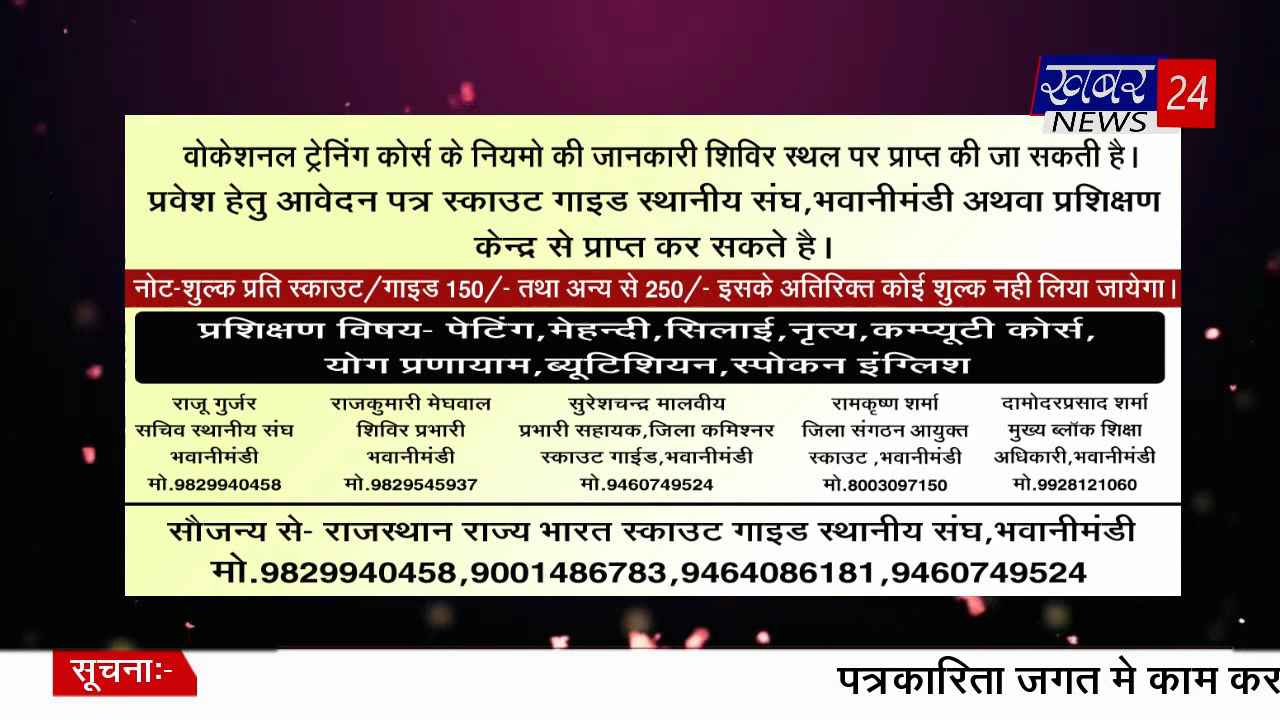 खबर 24
NEWS
वोकेशनल ट्रेनिंग कोर्स के नियमो की जानकारी शिविर स्थल पर प्राप्त की जा सकती है।
प्रवेश हेतु आवेदन पत्र स्काउट गाइड स्थानीय संघ,भवानीमंडी अथवा प्रशिक्षण
केन्द्र से प्राप्त कर सकते है।
नोट-शुल्क प्रति स्काउट/गाइड 150/- तथा अन्य से 250/- इसके अतिरिक्त कोई शुल्क नही लिया जायेगा।
प्रशिक्षण विषय- पेटिंग,मेहन्दी,सिलाई,नृत्य,कम्प्यूटी कोर्स,
योग प्रणायाम,ब्यूटिशियन,स्पोकन इंग्लिश
राजू गुर्जर
सचिव स्थानीय संघ
भवानीमंडी
मो.9829940458
राजकुमारी मेघवाल
शिविर प्रभारी
भवानीमंडी
मो.9829545937
सुरेशचन्द्र मालवीय
प्रभारी सहायक,जिला कमिश्नर
स्काउट गाईड,भवानीमंडी
मो.9460749524
रामकृष्ण शर्मा
जिला संगठन आयुक्त
स्काउट ,भवानीमंडी
मो.8003097150
दामोदरप्रसाद शर्मा
मुख्य ब्लॉक शिक्षा
अधिकारी,भवानीमंडी
मो.9928121060
सौजन्य से- राजस्थान राज्य भारत स्काउट गाइड स्थानीय संघ,भवानीमंडी
मो.9829940458,9001486783,9464086181,9460749524
सूचनाः-
पत्रकारिता जगत मे काम कर